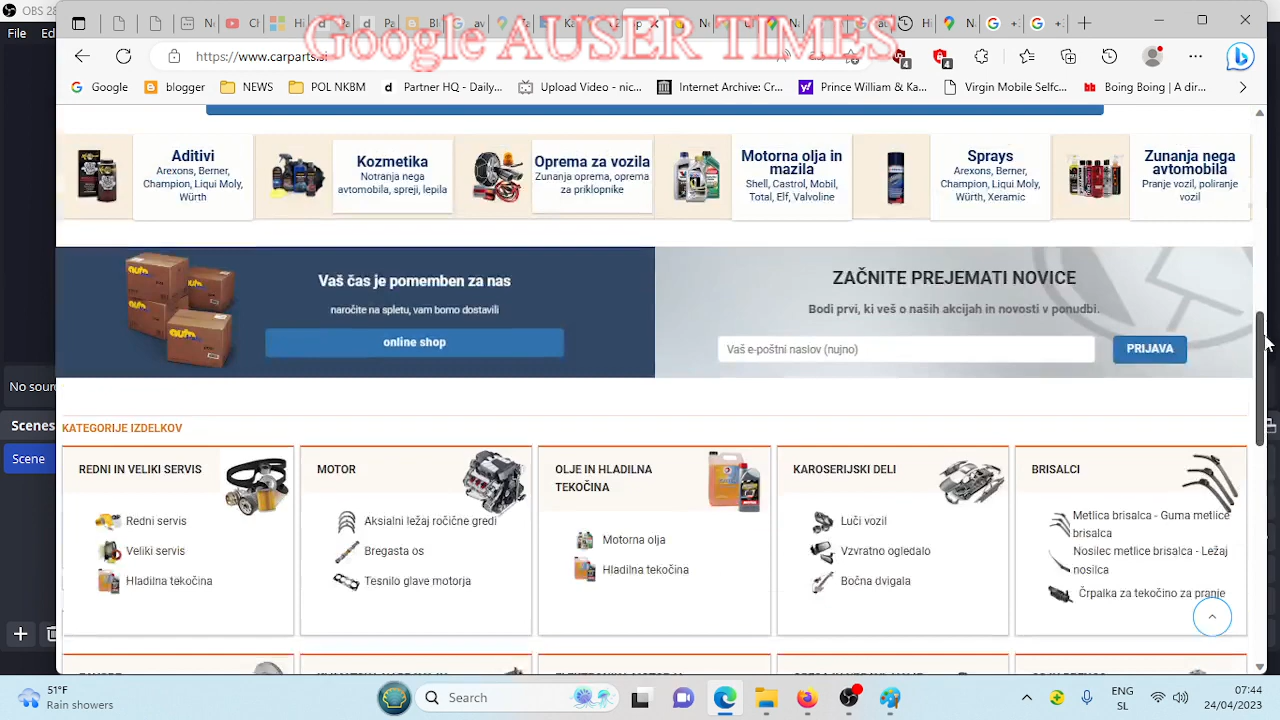 OBS 28
File Ed
Google AUSER TIMES
https://www.carparts.si
4
4
Google
blogger
NEWS
POL NKBM
Partner HQ - Daily...
Upload Video - nic...
Internet Archive: Cr...
Prince William & Ka...
Virgin Mobile Selfc...
Boing Boing | A dir...
Aditivi
Arexons, Berner,
Champion, Liqui Moly,
Würth
Kozmetika
Notranja nega
avtomobila, spreji, lepila
Oprema za vozila
Zunanja oprema, oprema
za priklopnike
Motorna olja in
mazila
Shell, Castrol, Mobil,
Total, Elf, Valvoline
Sprays
Arexons, Berner,
Champion, Liqui Moly,
Würth, Xeramic
Zunanja nega
avtomobila
Pranje vozil, poliranje
vozil
Vaš čas je pomemben za nas
naročite na spletu, vam bomo dostavili
online shop
ZAČNITE PREJEMATI NOVICE
Bodi prvi, ki veš o naših akcijah in novosti v ponudbi.
Vaš e-poštni naslov (nujno)
PRIJAVA
No sourc
Scenes
Scene
KATEGORIJE IZDELKOV
REDNI IN VELIKI SERVIS
Redni servis
Veliki servis
Hladilna tekočina
MOTOR
Aksialni ležaj ročične gredi
Bregasta os
Tesnilo glave motorja
OLJE IN HLADILNA
TEKOČINA
Motorna olja
Hladilna tekočina
KAROSERIJSKI DELI
Luči vozil
Vzvratno ogledalo
Bočna dvigala
BRISALCI
Metlica brisalca - Guma metlice
brisalca
Nosilec metlice brisalca - Ležaj
nosilca
Črpalka za tekočino za pranje
51°F
Rain showers
Search
ENG
SL
07:44
24/04/2023